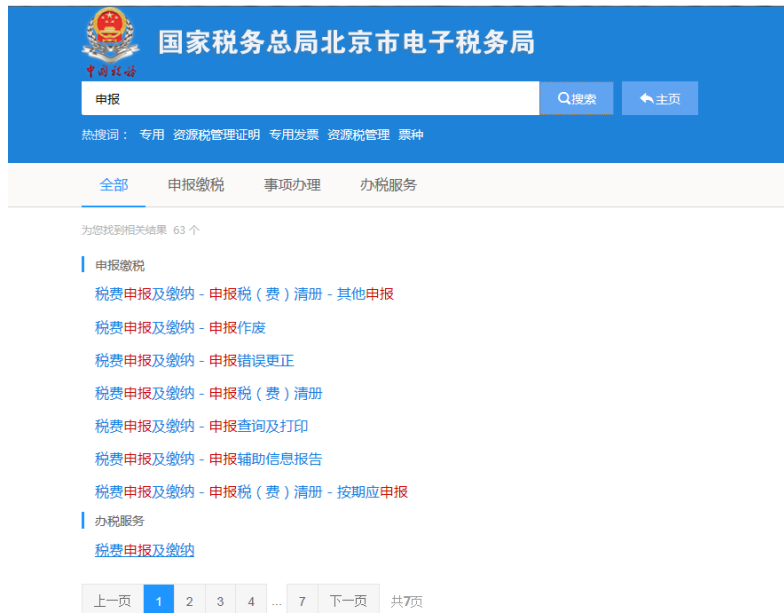 国家税务总局北京市电子税务局
中国税务
申报 搜索 主页
热搜词： 专用 资源税管理证明 专用发票 资源税管理 票种
全部 申报缴税 事项办理 办税服务
为您找到相关结果 63 个
申报缴税
税费申报及缴纳 - 申报税（费）清册 - 其他申报
税费申报及缴纳 - 申报作废
税费申报及缴纳 - 申报错误更正
税费申报及缴纳 - 申报税（费）清册
税费申报及缴纳 - 申报查询及打印
税费申报及缴纳 - 申报辅助信息报告
税费申报及缴纳 - 申报税（费）清册 - 按期应申报
办税服务
税费申报及缴纳
上一页 1 2 3 4 ... 7 下一页 共7页